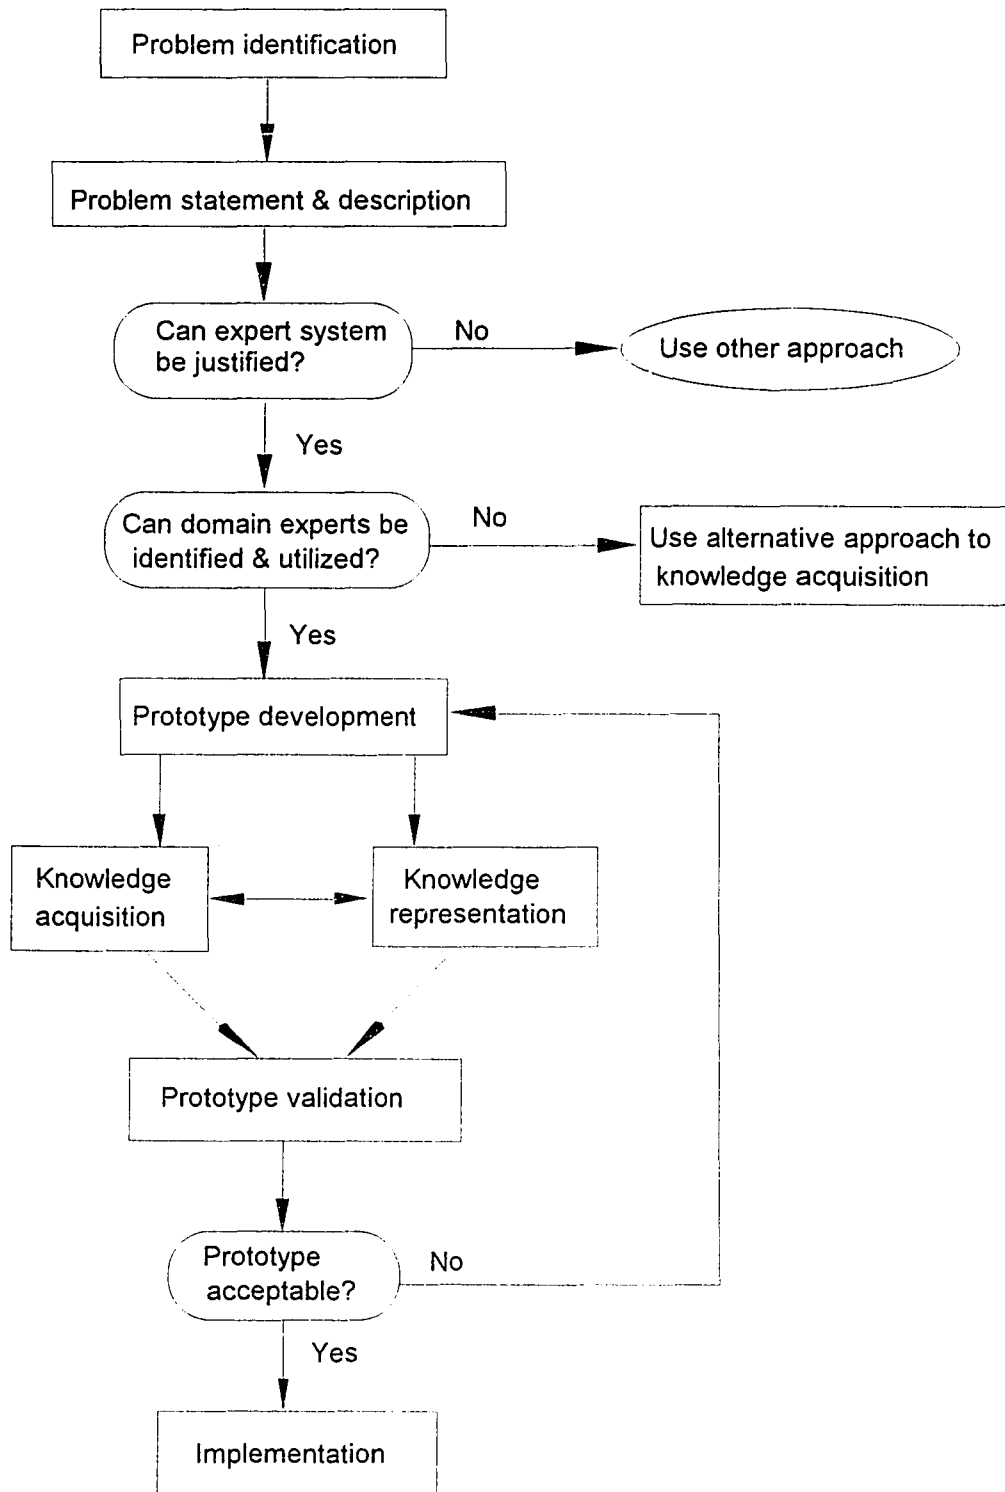 Problem identification
Problem statement & description
Can expert system
be justified?
No
Use other approach
Yes
Can domain experts be
identified & utilized?
No
Use alternative approach to
knowledge acquisition
Yes
Prototype development
Knowledge
acquisition
Knowledge
representation
Prototype validation
Prototype
acceptable?
No
Yes
Implementation